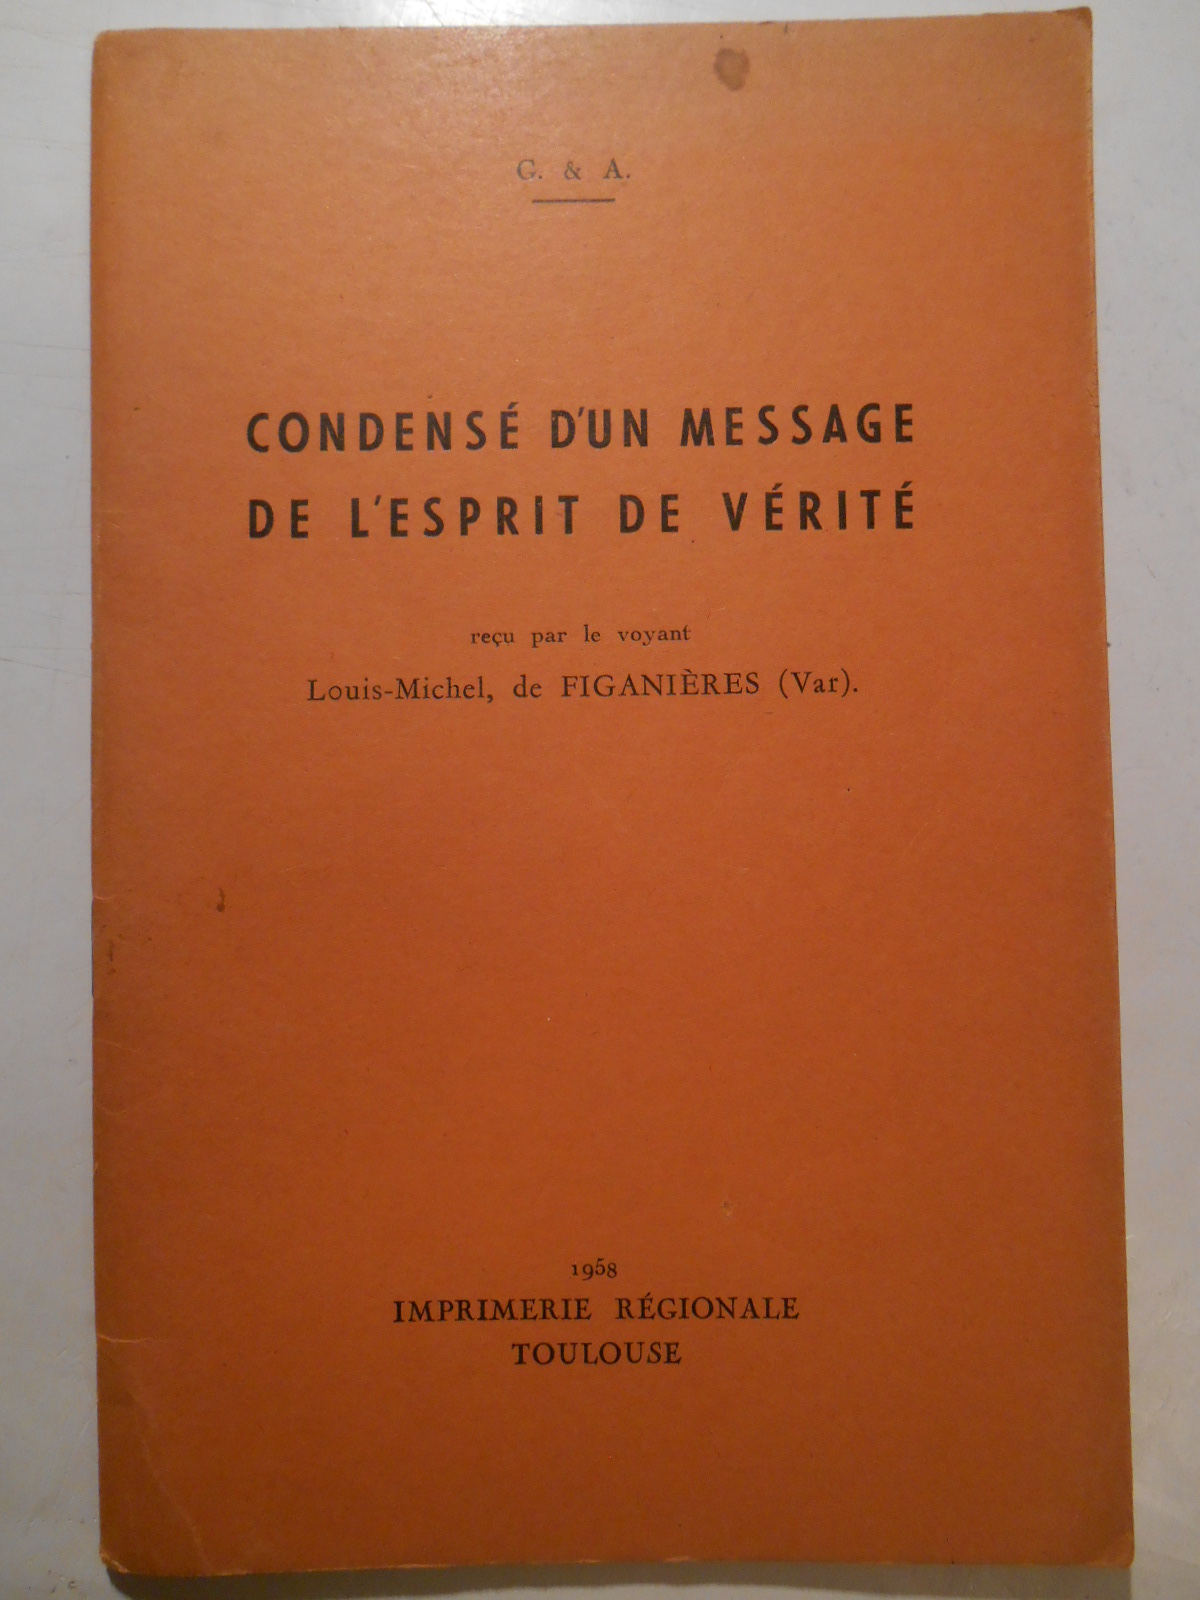 G. & A.
CONDENSÉ D'UN MESSAGE
DE L'ESPRIT DE VÉRITÉ
reçu par le voyant
Louis-Michel, de FIGANIÈRES (Var).
1958
IMPRIMERIE RÉGIONALE
TOULOUSE